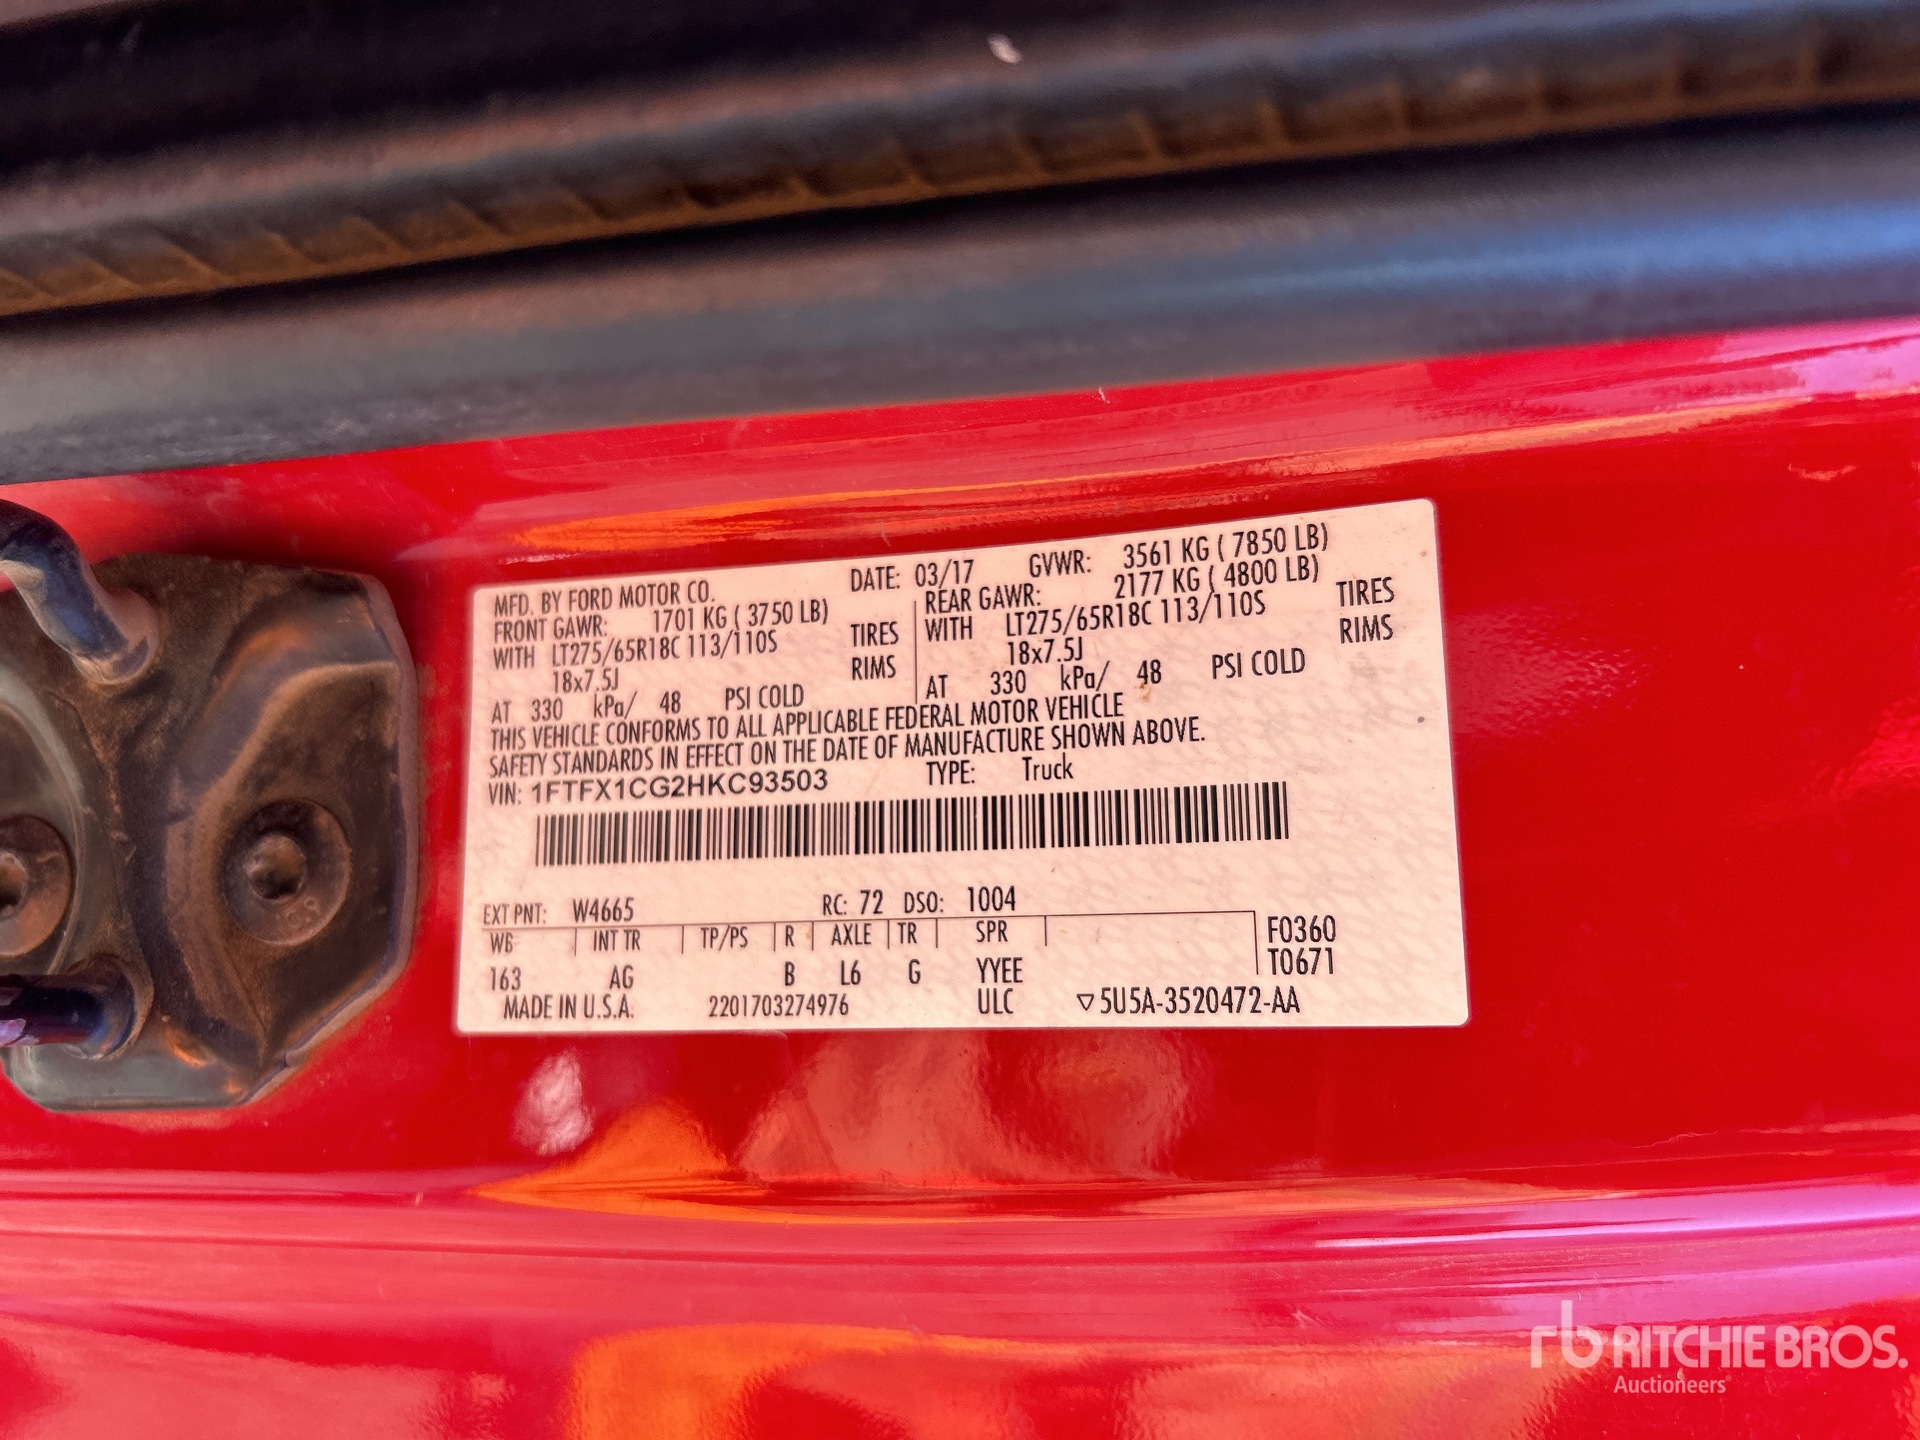 MFD. BY FORD MOTOR CO. DATE: 03/17 GVWR: 3561 KG ( 7850 LB)
FRONT GAWR: 1701 KG ( 3750 LB) REAR GAWR: 2177 KG ( 4800 LB)
WITH LT275/65R18C 113/110S TIRES WITH LT275/65R18C 113/110S TIRES
18x7.5J RIMS 18x7.5J RIMS
AT 330 kPa/ 48 PSI COLD AT 330 kPa/ 48 PSI COLD
THIS VEHICLE CONFORMS TO ALL APPLICABLE FEDERAL MOTOR VEHICLE
SAFETY STANDARDS IN EFFECT ON THE DATE OF MANUFACTURE SHOWN ABOVE.
VIN: 1FTFX1CG2HKC93503 TYPE: Truck
EXT PNT: W4665 RC: 72 DSO: 1004
WB INT TR TP/PS R AXLE TR SPR F0360
163 AG B L6 G YYEE T0671
MADE IN U.S.A. 2201703274976 ULC ▽5U5A-3520472-AA
rb RITCHIE BROS.
Auctioneers